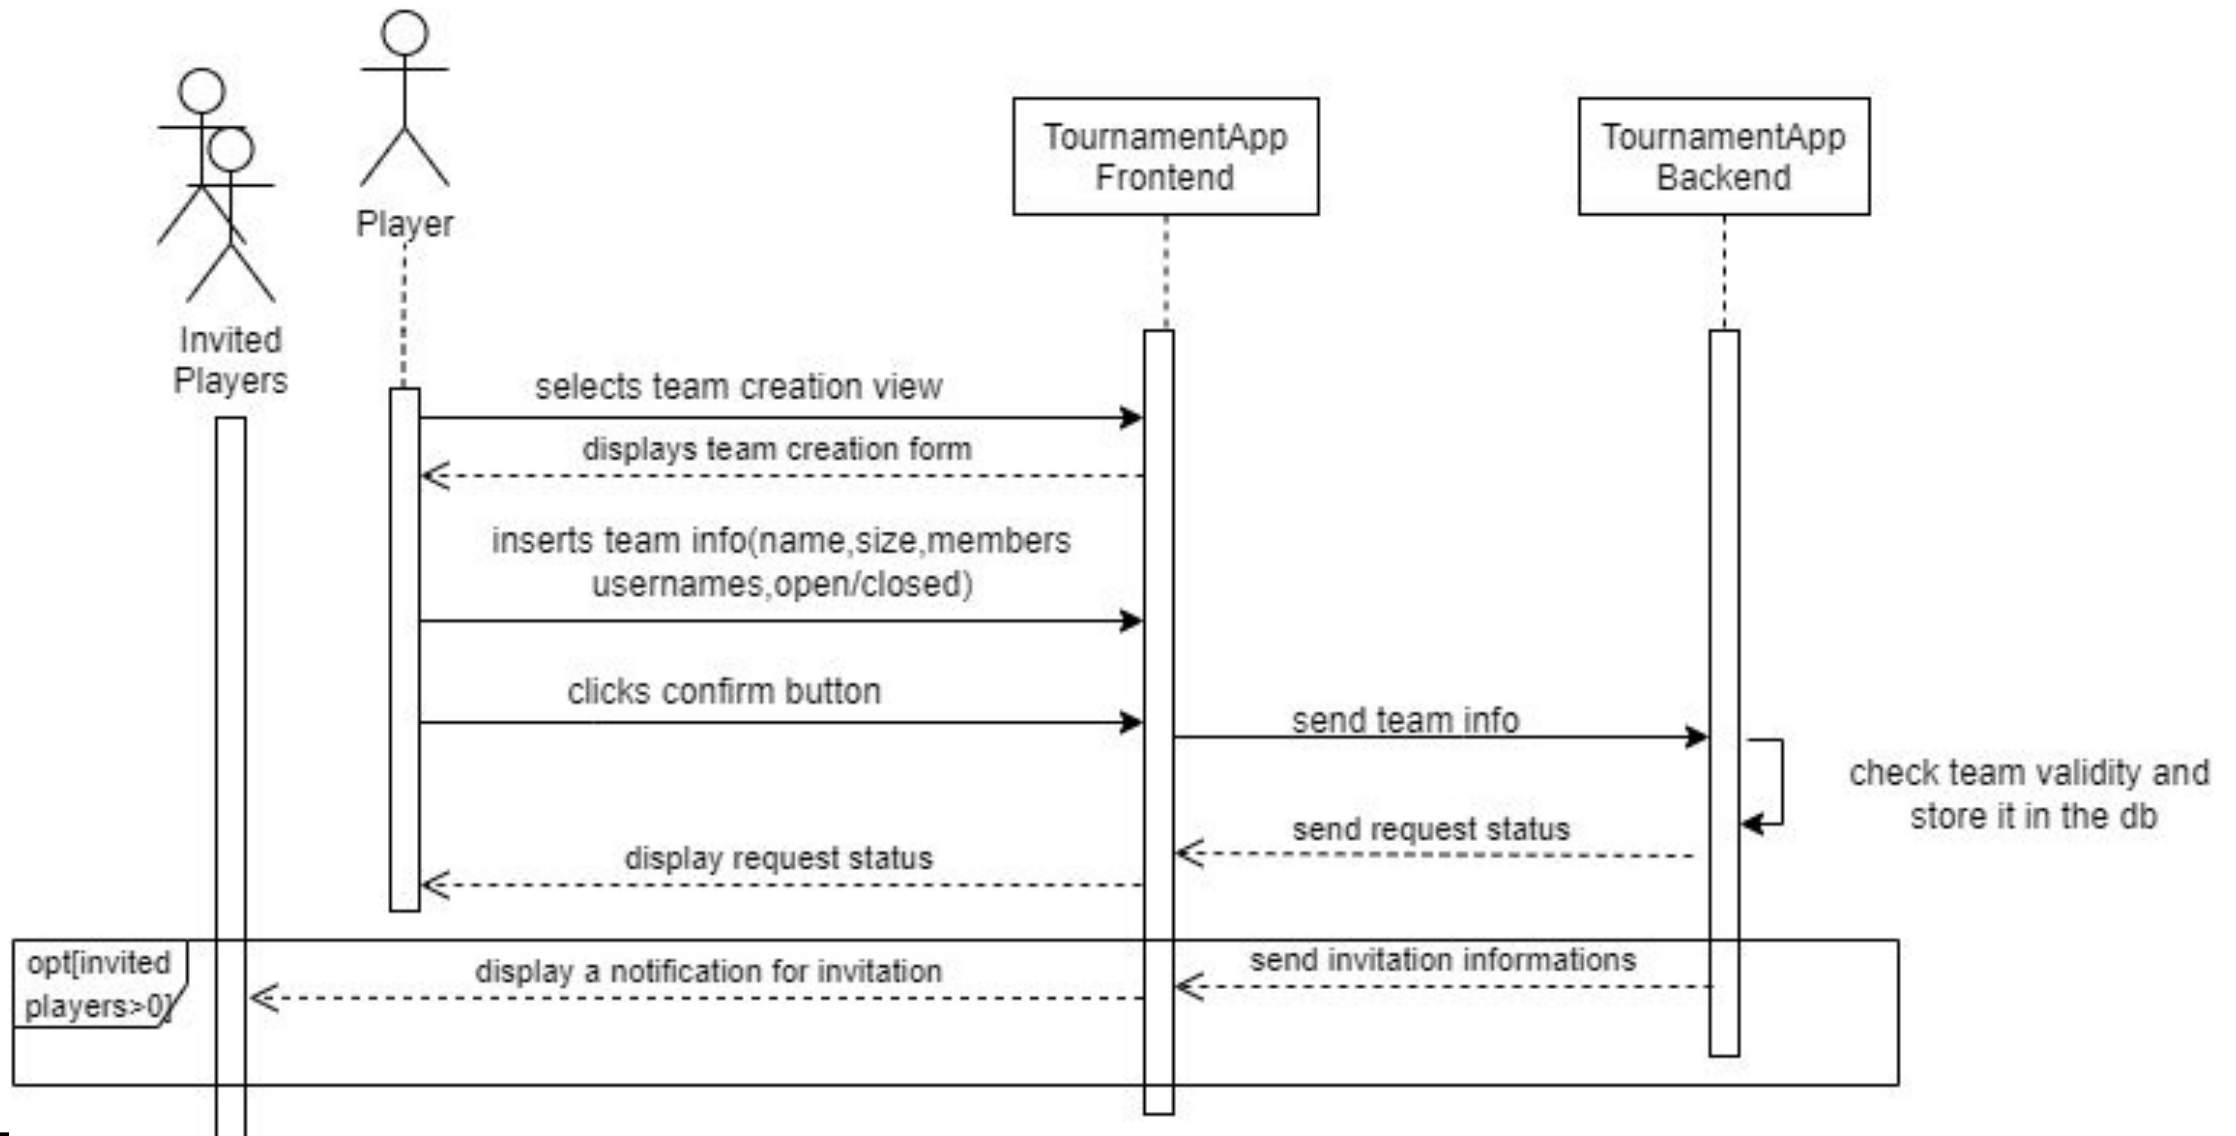 Player
TournamentApp
Frontend
TournamentApp
Backend
Invited
Players
selects team creation view
displays team creation form
inserts team info(name,size,members
usernames,open/closed)
clicks confirm button
send team info
check team validity and
store it in the db
send request status
display request status
opt[invited
players>0]
display a notification for invitation
send invitation informations